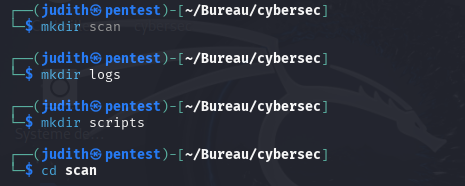 ┌──(judith㉿pentest)-[~/Bureau/cybersec]
└─$ mkdir scan

┌──(judith㉿pentest)-[~/Bureau/cybersec]
└─$ mkdir logs

┌──(judith㉿pentest)-[~/Bureau/cybersec]
└─$ mkdir scripts

┌──(judith㉿pentest)-[~/Bureau/cybersec]
└─$ cd scan